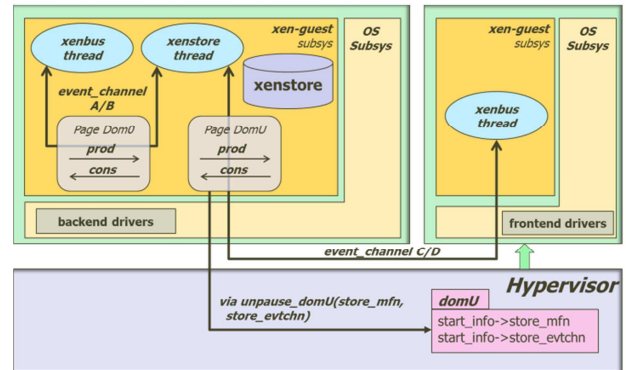 xen-guest
subsys
OS
Subsys
xenbus
thread
xenstore
thread
xenstore
event_channel
A/B
Page Dom0
prod
cons
Page DomU
prod
cons
backend drivers
xen-guest
subsys
OS
Subsys
xenbus
thread
frontend drivers
event_channel C/D
Hypervisor
via unpause_domU(store_mfn,
store_evtchn)
domU
start_info->store_mfn
start_info->store_evtchn